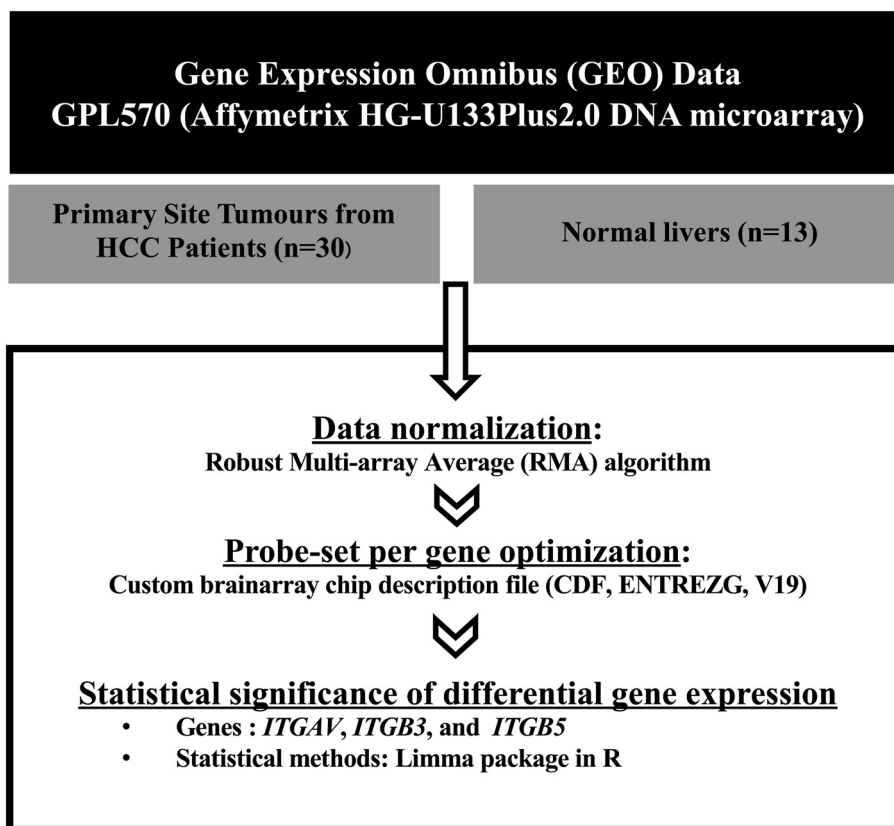 Gene Expression Omnibus (GEO) Data
GPL570 (Affymetrix HG-U133Plus2.0 DNA microarray)
Primary Site Tumours from
HCC Patients (n=30)
Normal livers (n=13)
Data normalization:
Robust Multi-array Average (RMA) algorithm
Probe-set per gene optimization:
Custom brainarray chip description file (CDF, ENTREZG, V19)
Statistical significance of differential gene expression
• Genes : ITGAV, ITGB3, and ITGB5
• Statistical methods: Limma package in R